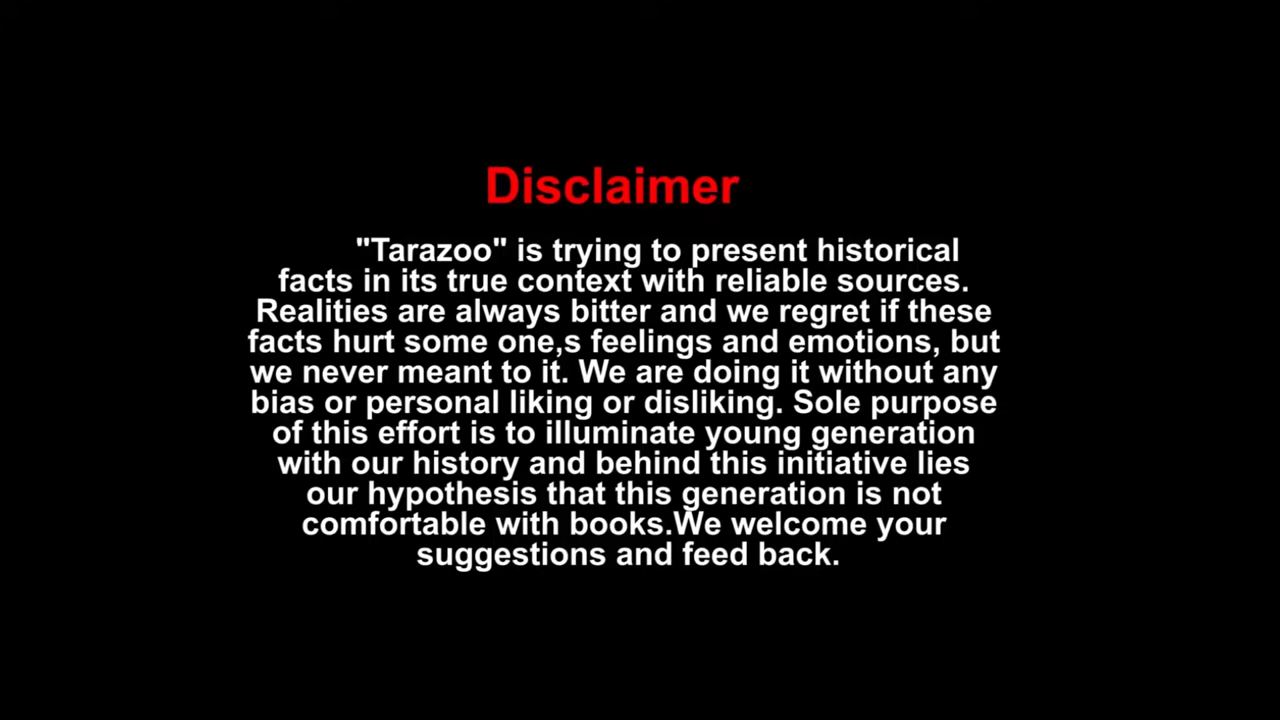 Disclaimer
"Tarazoo" is trying to present historical
facts in its true context with reliable sources.
Realities are always bitter and we regret if these
facts hurt some one,s feelings and emotions, but
we never meant to it. We are doing it without any
bias or personal liking or disliking. Sole purpose
of this effort is to illuminate young generation
with our history and behind this initiative lies
our hypothesis that this generation is not
comfortable with books.We welcome your
suggestions and feed back.